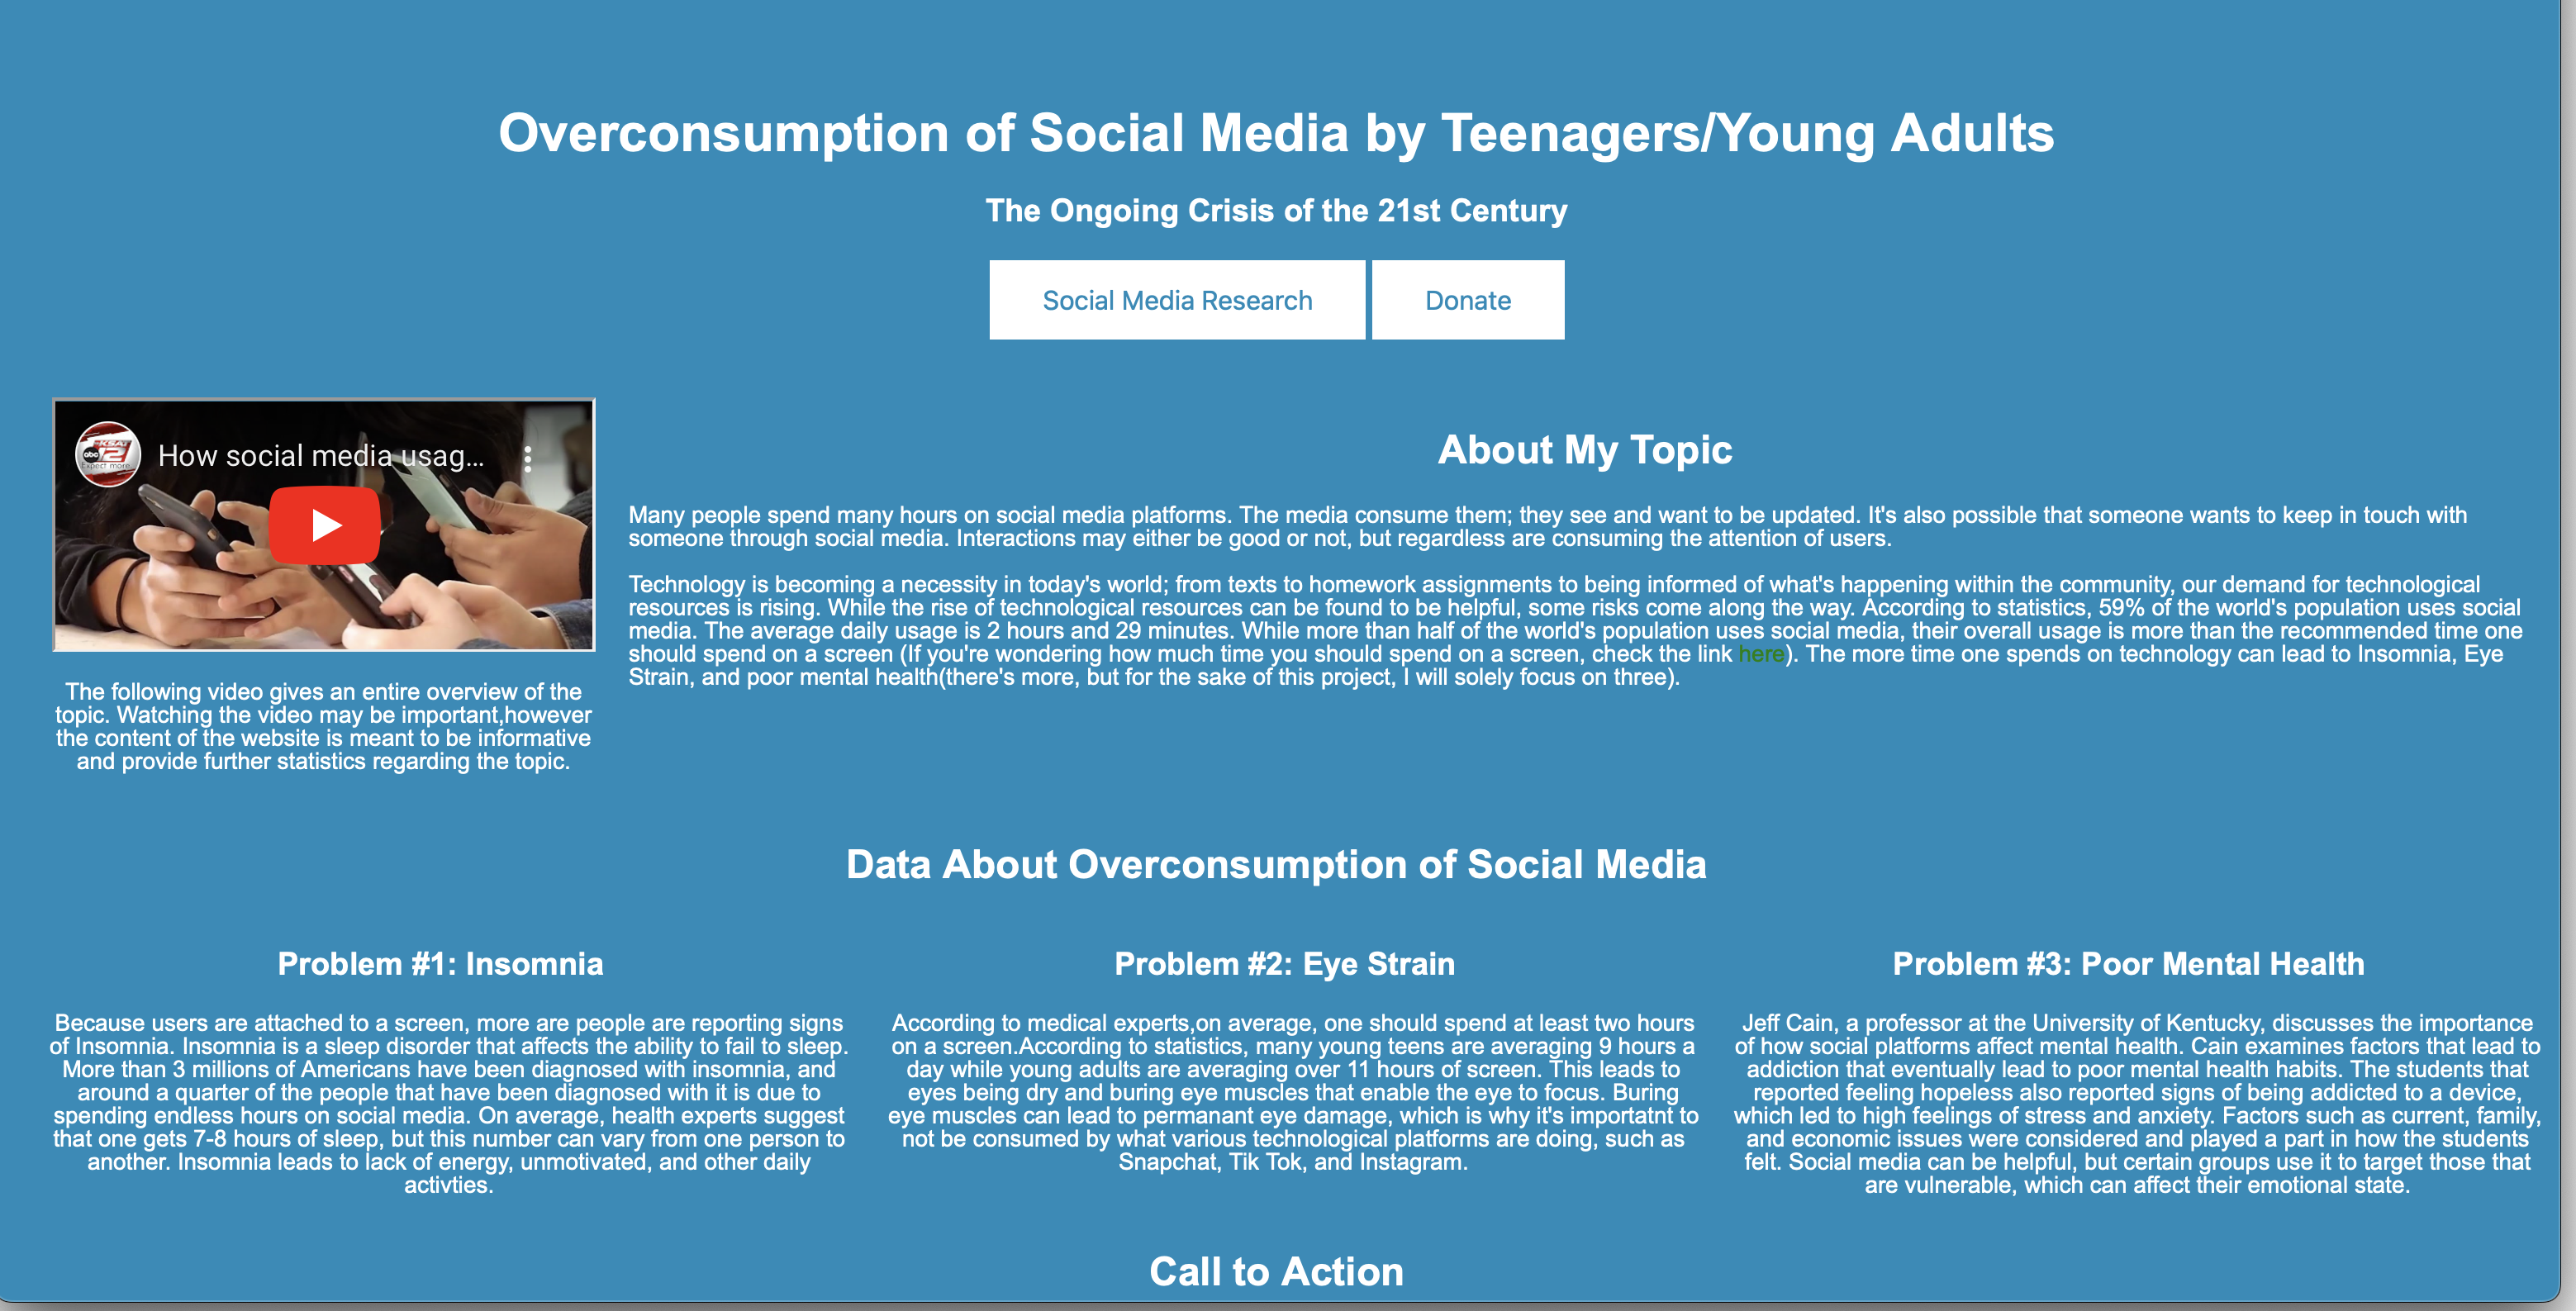 Overconsumption of Social Media by Teenagers/Young Adults
The Ongoing Crisis of the 21st Century
Social Media Research
Donate
KSAT
abc 12
Expect more.
How social media usag...
The following video gives an entire overview of the
topic. Watching the video may be important,however
the content of the website is meant to be informative
and provide further statistics regarding the topic.
About My Topic
Many people spend many hours on social media platforms. The media consume them; they see and want to be updated. It's also possible that someone wants to keep in touch with
someone through social media. Interactions may either be good or not, but regardless are consuming the attention of users.
Technology is becoming a necessity in today's world; from texts to homework assignments to being informed of what's happening within the community, our demand for technological
resources is rising. While the rise of technological resources can be found to be helpful, some risks come along the way. According to statistics, 59% of the world's population uses social
media. The average daily usage is 2 hours and 29 minutes. While more than half of the world's population uses social media, their overall usage is more than the recommended time one
should spend on a screen (If you're wondering how much time you should spend on a screen, check the link here). The more time one spends on technology can lead to Insomnia, Eye
Strain, and poor mental health(there's more, but for the sake of this project, I will solely focus on three).
Data About Overconsumption of Social Media
Problem #1: Insomnia
Because users are attached to a screen, more are people are reporting signs
of Insomnia. Insomnia is a sleep disorder that affects the ability to fail to sleep.
More than 3 millions of Americans have been diagnosed with insomnia, and
around a quarter of the people that have been diagnosed with it is due to
spending endless hours on social media. On average, health experts suggest
that one gets 7-8 hours of sleep, but this number can vary from one person to
another. Insomnia leads to lack of energy, unmotivated, and other daily
activties.
Problem #2: Eye Strain
According to medical experts,on average, one should spend at least two hours
on a screen.According to statistics, many young teens are averaging 9 hours a
day while young adults are averaging over 11 hours of screen. This leads to
eyes being dry and buring eye muscles that enable the eye to focus. Buring
eye muscles can lead to permanant eye damage, which is why it's importatnt to
not be consumed by what various technological platforms are doing, such as
Snapchat, Tik Tok, and Instagram.
Problem #3: Poor Mental Health
Jeff Cain, a professor at the University of Kentucky, discusses the importance
of how social platforms affect mental health. Cain examines factors that lead to
addiction that eventually lead to poor mental health habits. The students that
reported feeling hopeless also reported signs of being addicted to a device,
which led to high feelings of stress and anxiety. Factors such as current, family,
and economic issues were considered and played a part in how the students
felt. Social media can be helpful, but certain groups use it to target those that
are vulnerable, which can affect their emotional state.
Call to Action